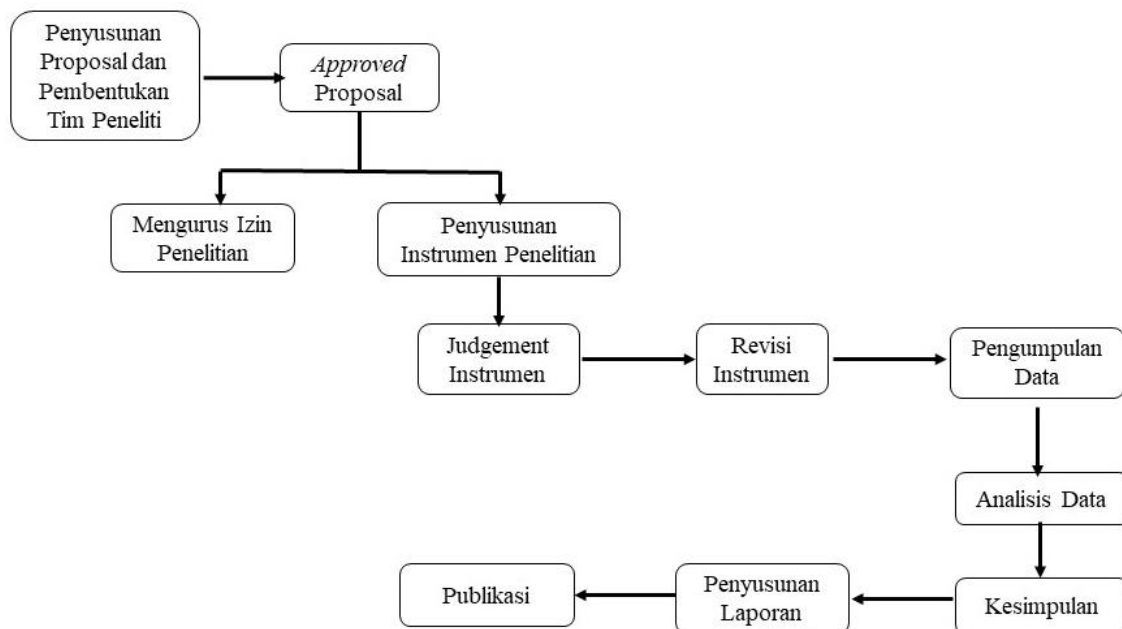 Penyusunan
Proposal dan
Pembentukan
Tim Peneliti
Approved
Proposal
Mengurus Izin
Penelitian
Penyusunan
Instrumen Penelitian
Judgement
Instrumen
Revisi
Instrumen
Pengumpulan
Data
Analisis Data
Kesimpulan
Penyusunan
Laporan
Publikasi